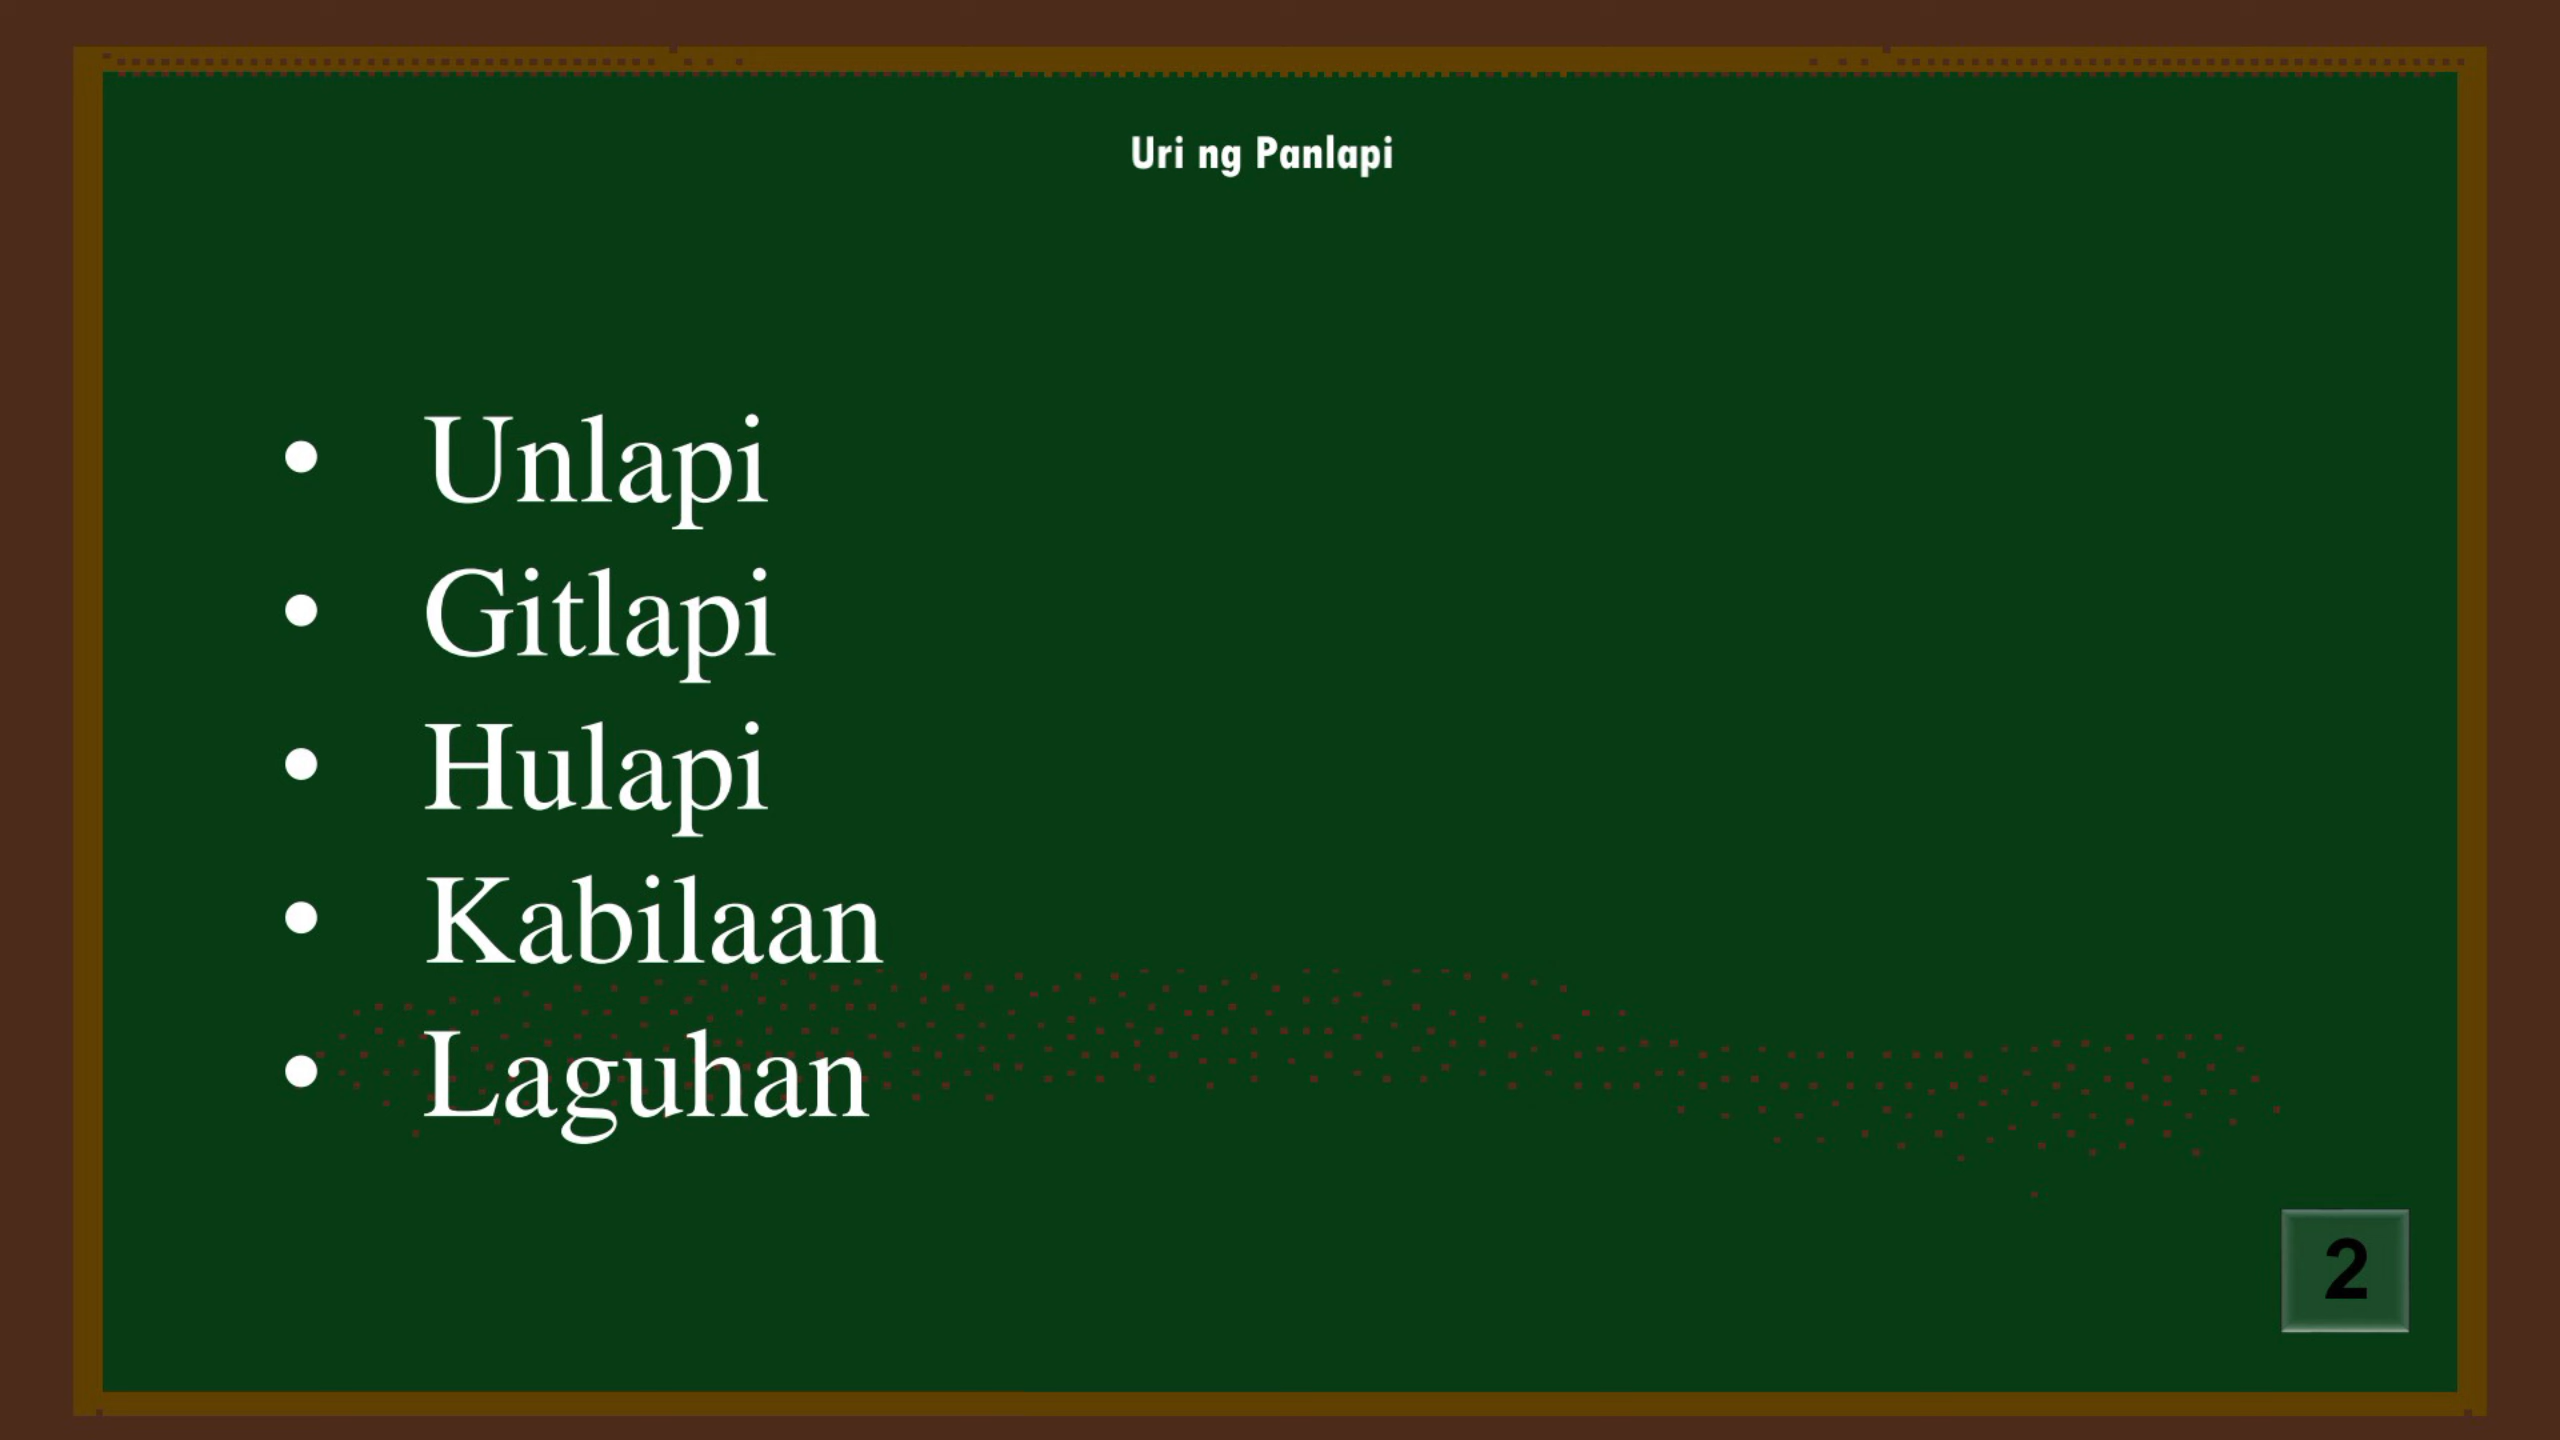 Uri ng Panlapi
• Unlapi
• Gitlapi
• Hulapi
• Kabilaan
• Laguhan
2